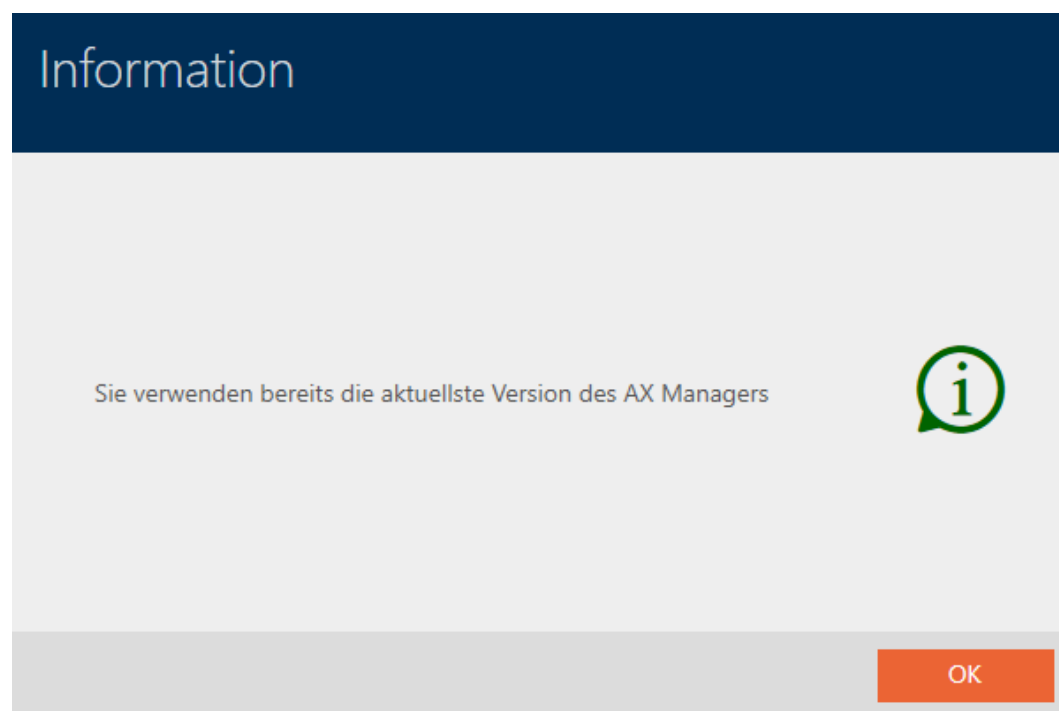 Information
Sie verwenden bereits die aktuellste Version des AX Managers
i
OK